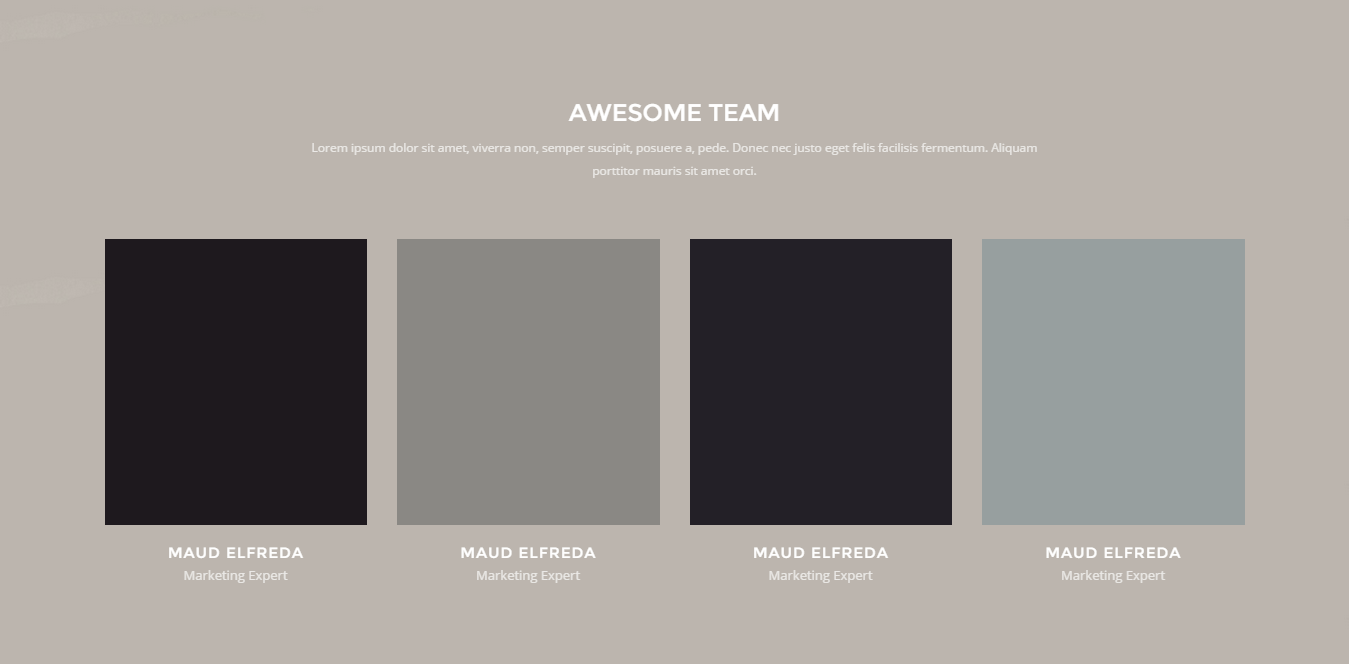 AWESOME TEAM
Lorem ipsum dolor sit amet, viverra non, semper suscipit, posuere a, pede. Donec nec justo eget felis facilisis fermentum. Aliquam
porttitor mauris sit amet orci.
MAUD ELFREDA MAUD ELFREDA MAUD ELFREDA MAUD ELFREDA
Marketing Expert Marketing Expert Marketing Expert Marketing Expert